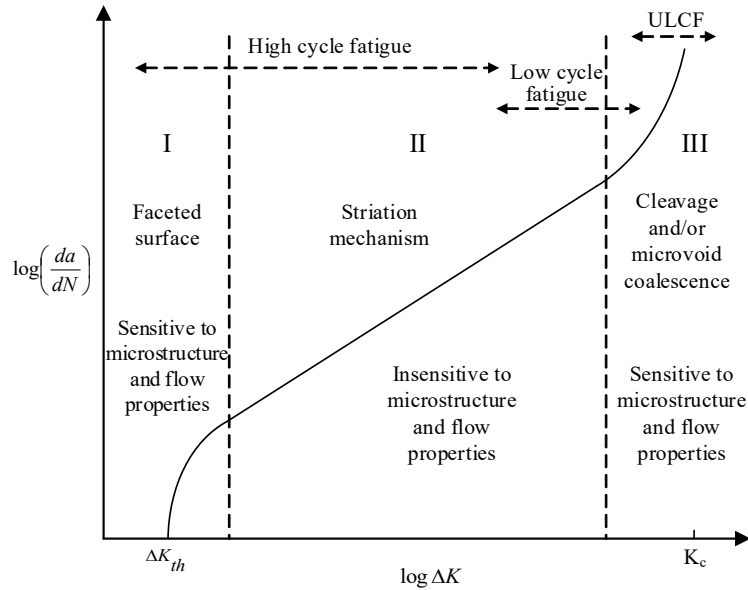 ULCF
High cycle fatigue
Low cycle
fatigue
I
II
III
Faceted
surface
Striation
mechanism
Cleavage
and/or
microvoid
coalescence
log(da/dN)
Sensitive to
microstructure
and flow
properties
Insensitive to
microstructure
and flow
properties
Sensitive to
microstructure
and flow
properties
ΔK_th
K_c
log ΔK